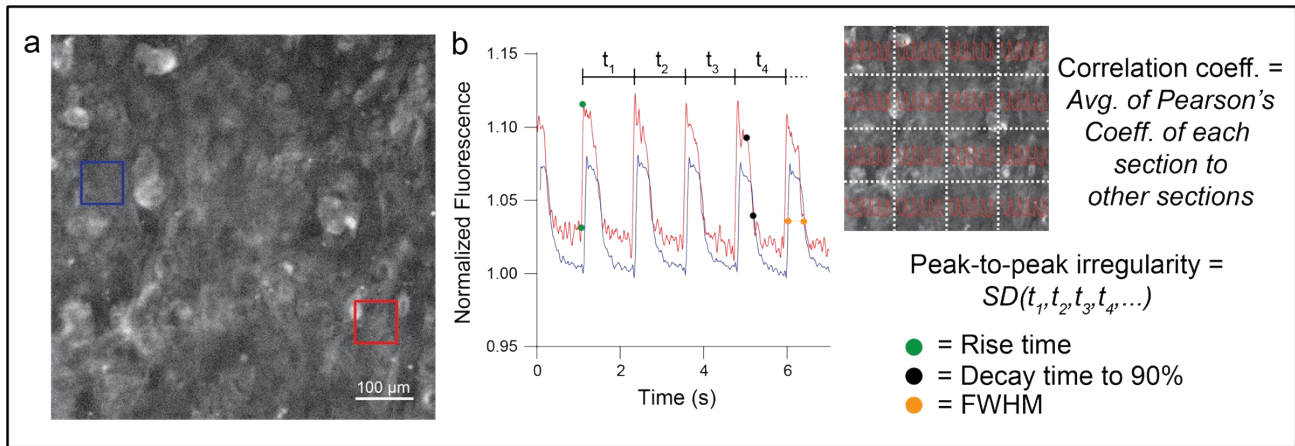 a
100 µm
b
1.15
1.10
1.05
1.00
0.95
Normalized Fluorescence
t₁ t₂ t₃ t₄
0 2 4 6
Time (s)
Correlation coeff. =
Avg. of Pearson's
Coeff. of each
section to
other sections
Peak-to-peak irregularity =
SD(t₁,t₂,t₃,t₄,...)
= Rise time
= Decay time to 90%
= FWHM